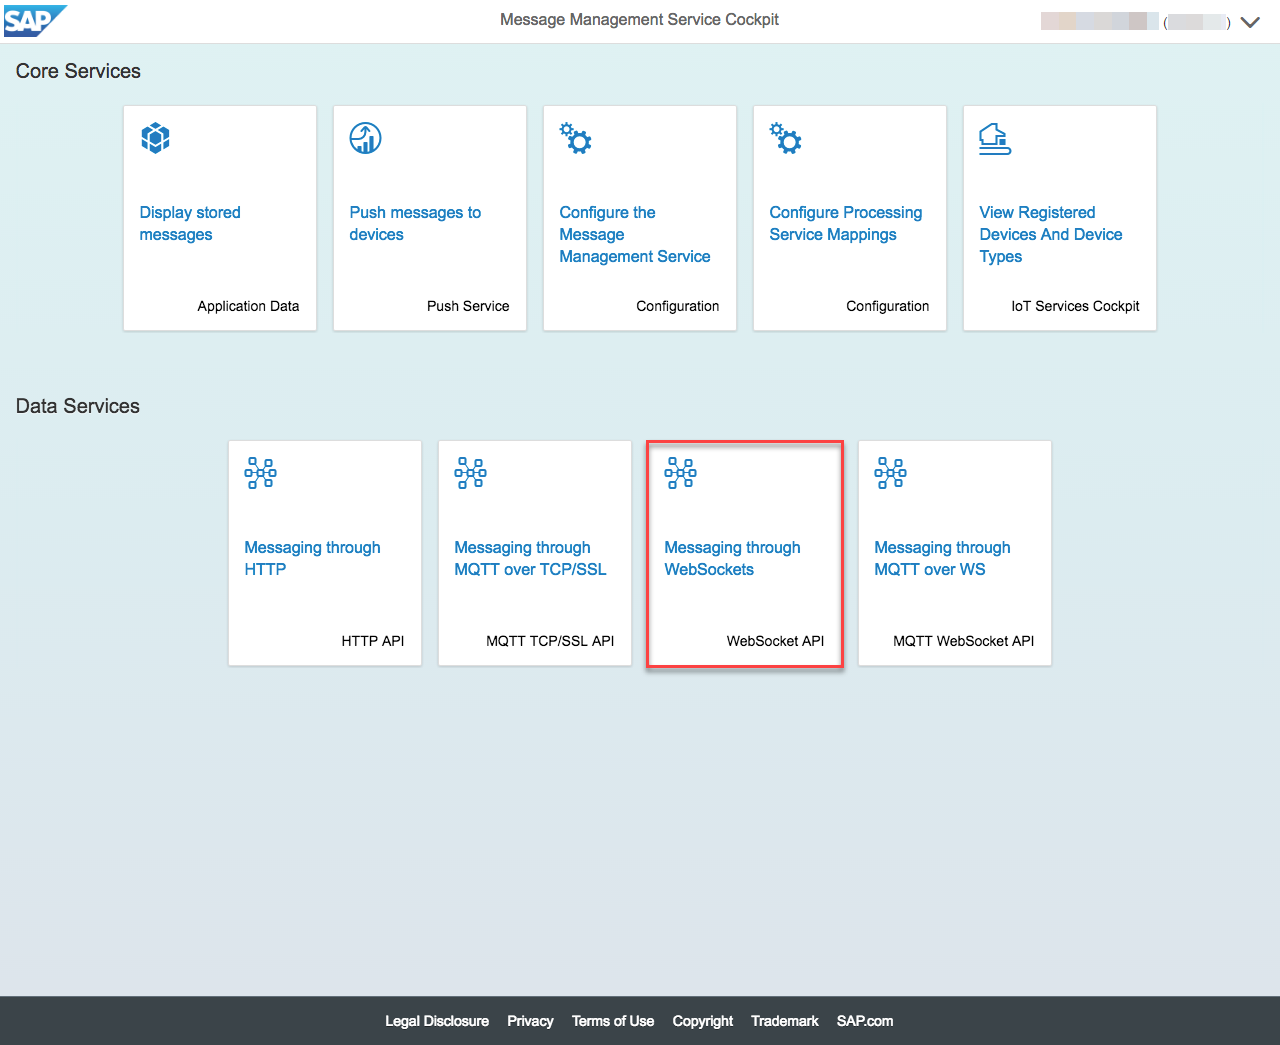 SAP
Message Management Service Cockpit
( )
Core Services
Display stored
messages
Application Data
Push messages to
devices
Push Service
Configure the
Message
Management Service
Configuration
Configure Processing
Service Mappings
Configuration
View Registered
Devices And Device
Types
IoT Services Cockpit
Data Services
Messaging through
HTTP
HTTP API
Messaging through
MQTT over TCP/SSL
MQTT TCP/SSL API
Messaging through
WebSockets
WebSocket API
Messaging through
MQTT over WS
MQTT WebSocket API
Legal Disclosure Privacy Terms of Use Copyright Trademark SAP.com